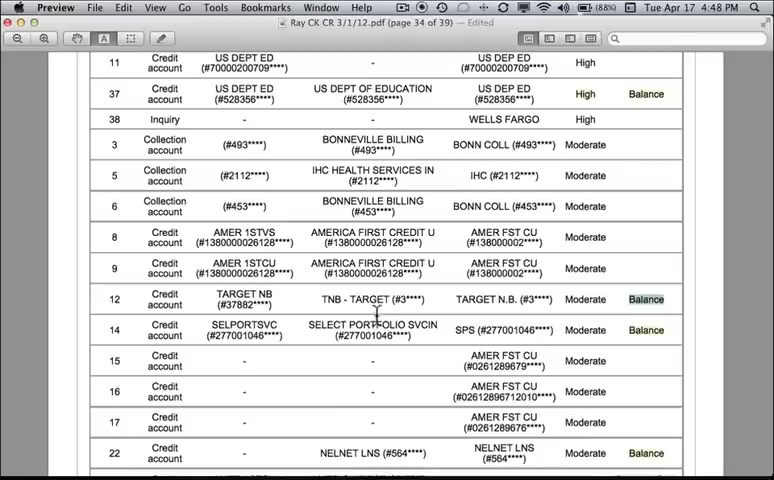 Preview File Edit View Go Tools Bookmarks Window Help (88%) Tue Apr 17 4:48 PM
Ray CK CR 3/1/12.pdf (page 34 of 39) — Edited
11 Credit account US DEPT ED (#70000200709****) - US DEP ED (#70000200709****) High
37 Credit account US DEPT ED (#528356****) US DEPT OF EDUCATION (#528356****) US DEP ED (#528356****) High Balance
38 Inquiry - - WELLS FARGO High
3 Collection account (#493****) BONNEVILLE BILLING (#493****) BONN COLL (#493****) Moderate
5 Collection account (#2112****) IHC HEALTH SERVICES IN (#2112****) IHC (#2112****) Moderate
6 Collection account (#453****) BONNEVILLE BILLING (#453****) BONN COLL (#453****) Moderate
8 Credit account AMER 1STVS (#1380000026128****) AMERICA FIRST CREDIT U (#1380000026128****) AMER FST CU (#138000002****) Moderate
9 Credit account AMER 1STCU (#1380000026128****) AMERICA FIRST CREDIT U (#1380000026128****) AMER FST CU (#138000002****) Moderate
12 Credit account TARGET NB (#37882****) TNB - TARGET (#3****) TARGET N.B. (#3****) Moderate Balance
14 Credit account SELPORTSVC (#277001046****) SELECT PORTFOLIO SVCIN (#277001046****) SPS (#277001046****) Moderate Balance
15 Credit account - - AMER FST CU (#0261289679****) Moderate
16 Credit account - - AMER FST CU (#02612896712010****) Moderate
17 Credit account - - AMER FST CU (#0261289676****) Moderate
22 Credit account - NELNET LNS (#564****) NELNET LNS (#564****) Moderate Balance